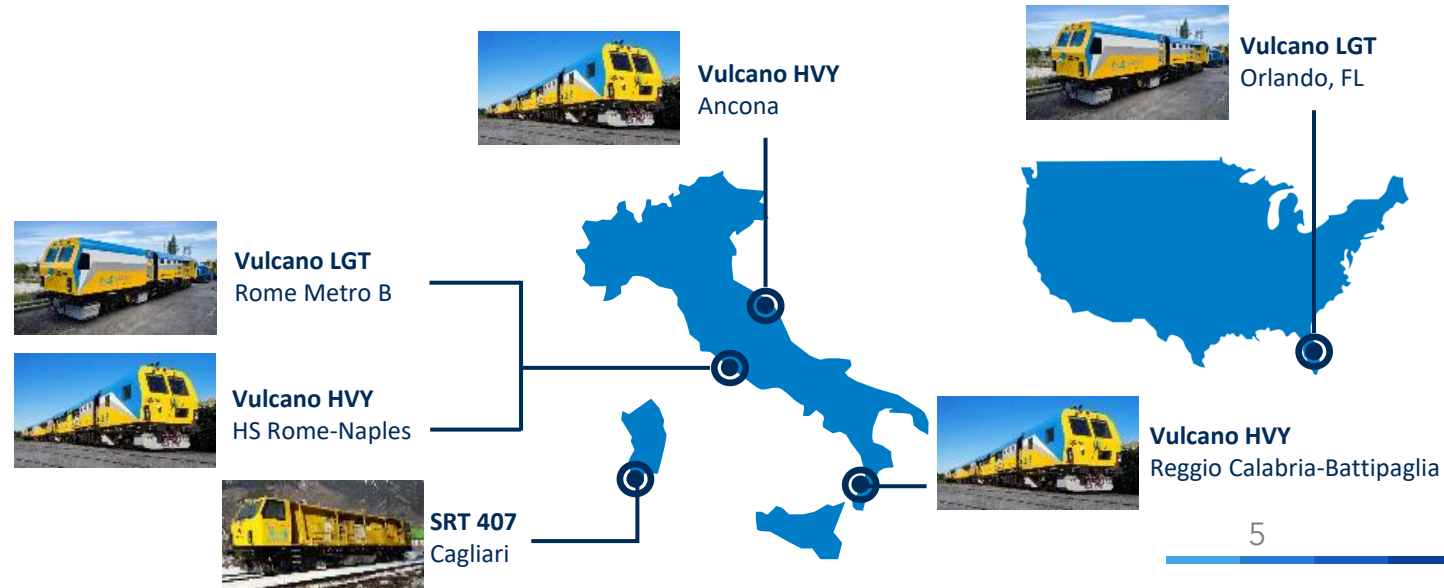 Vulcano HVY
Ancona
Vulcano LGT
Orlando, FL
Vulcano LGT
Rome Metro B
Vulcano HVY
HS Rome-Naples
Vulcano HVY
Reggio Calabria-Battipaglia
SRT 407
Cagliari
5